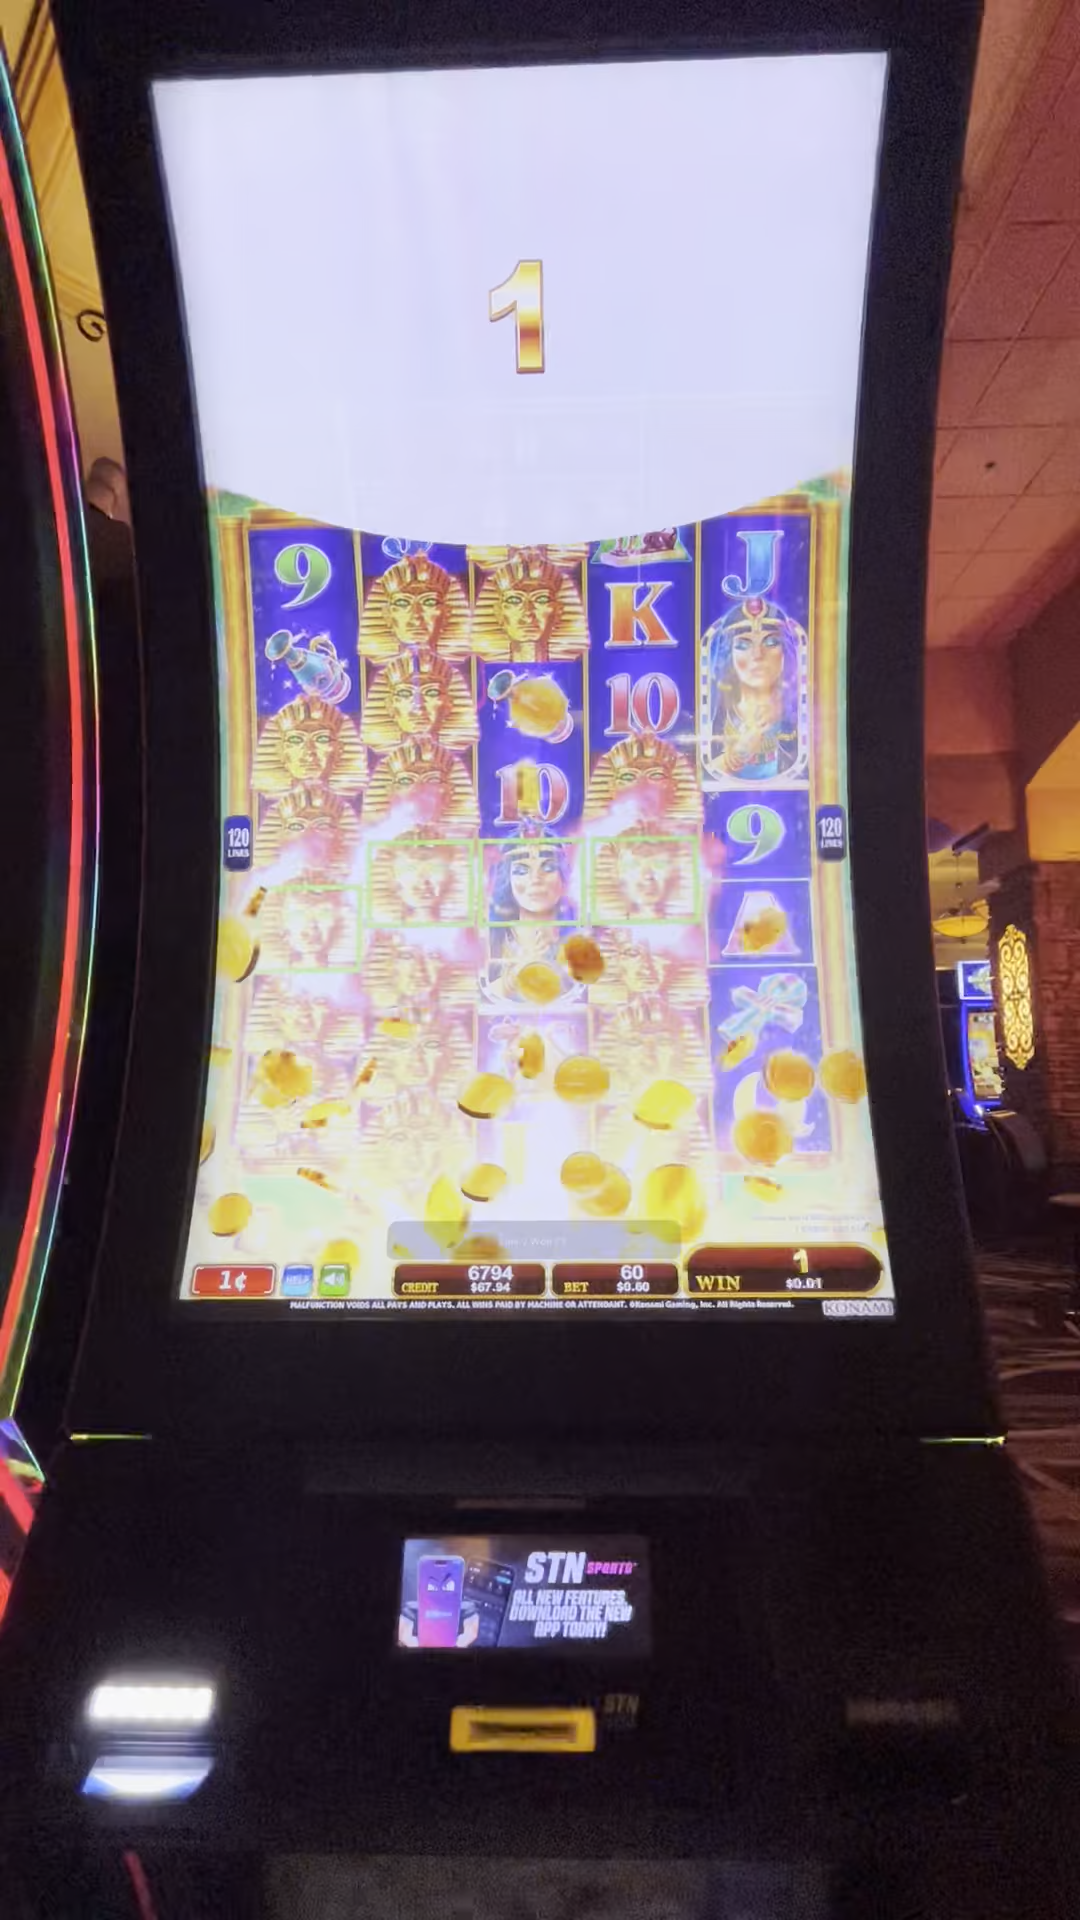 1
9
J
K
10
10
9
A
120
LINES
120
LINES
1¢
HELP
6794
CREDIT
$67.94
60
BET
$0.60
1
WIN
$0.01
MALFUNCTION VOIDS ALL PAYS AND PLAYS. ALL WINS PAID BY MACHINE OR ATTENDANT. ©Konami Gaming, Inc. All Rights Reserved.
KONAMI
STN SPORTS
ALL NEW FEATURES.
DOWNLOAD THE NEW
APP TODAY!
STN